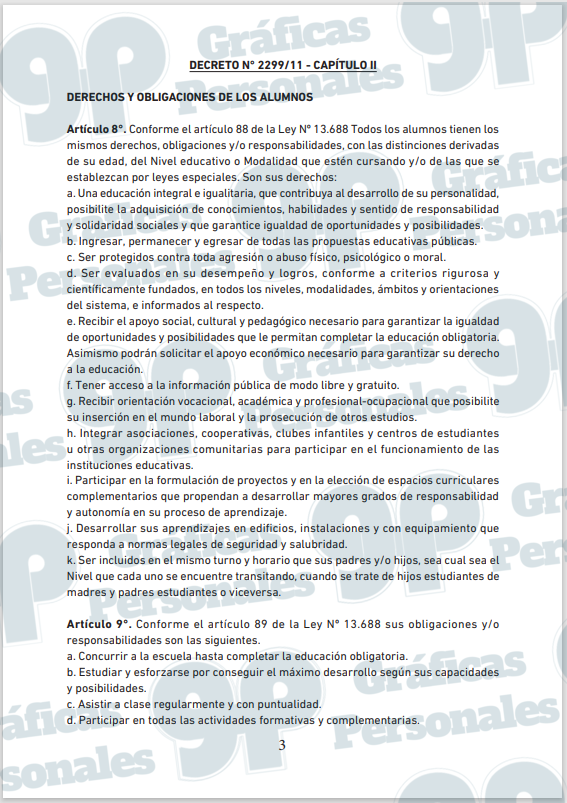 DECRETO Nº 2299/11 - CAPÍTULO II
DERECHOS Y OBLIGACIONES DE LOS ALUMNOS
Artículo 8°. Conforme el artículo 88 de la Ley Nº 13.688 Todos los alumnos tienen los
mismos derechos, obligaciones y/o responsabilidades, con las distinciones derivadas
de su edad, del Nivel educativo o Modalidad que estén cursando y/o de las que se
establezcan por leyes especiales. Son sus derechos:
a. Una educación integral e igualitaria, que contribuya al desarrollo de su personalidad,
posibilite la adquisición de conocimientos, habilidades y sentido de responsabilidad
y solidaridad sociales y que garantice igualdad de oportunidades y posibilidades.
b. Ingresar, permanecer y egresar de todas las propuestas educativas públicas.
c. Ser protegidos contra toda agresión o abuso físico, psicológico o moral.
d. Ser evaluados en su desempeño y logros, conforme a criterios rigurosa y
científicamente fundados, en todos los niveles, modalidades, ámbitos y orientaciones
del sistema, e informados al respecto.
e. Recibir el apoyo social, cultural y pedagógico necesario para garantizar la igualdad
de oportunidades y posibilidades que le permitan completar la educación obligatoria.
Asimismo podrán solicitar el apoyo económico necesario para garantizar su derecho
a la educación.
f. Tener acceso a la información pública de modo libre y gratuito.
g. Recibir orientación vocacional, académica y profesional-ocupacional que posibilite
su inserción en el mundo laboral y la prosecución de otros estudios.
h. Integrar asociaciones, cooperativas, clubes infantiles y centros de estudiantes
u otras organizaciones comunitarias para participar en el funcionamiento de las
instituciones educativas.
i. Participar en la formulación de proyectos y en la elección de espacios curriculares
complementarios que propendan a desarrollar mayores grados de responsabilidad
y autonomía en su proceso de aprendizaje.
j. Desarrollar sus aprendizajes en edificios, instalaciones y con equipamiento que
responda a normas legales de seguridad y salubridad.
k. Ser incluidos en el mismo turno y horario que sus padres y/o hijos, sea cual sea el
Nivel que cada uno se encuentre transitando, cuando se trate de hijos estudiantes de
madres y padres estudiantes o viceversa.
Artículo 9°. Conforme el artículo 89 de la Ley Nº 13.688 sus obligaciones y/o
responsabilidades son las siguientes.
a. Concurrir a la escuela hasta completar la educación obligatoria.
b. Estudiar y esforzarse por conseguir el máximo desarrollo según sus capacidades
y posibilidades.
c. Asistir a clase regularmente y con puntualidad.
d. Participar en todas las actividades formativas y complementarias.
3
gp Gráficas Personales